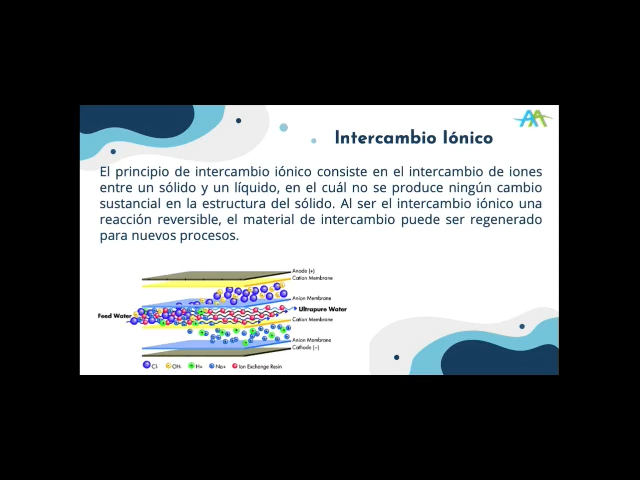 AA
Intercambio Iónico
El principio de intercambio iónico consiste en el intercambio de iones
entre un sólido y un líquido, en el cuál no se produce ningún cambio
sustancial en la estructura del sólido. Al ser el intercambio iónico una
reacción reversible, el material de intercambio puede ser regenerado
para nuevos procesos.
Anode (+)
Cation Membrane
Anion Membrane
Feed Water
Ultrapure Water
Cation Membrane
Anion Membrane
Cathode (−)
Cl- OH- H+ Na+ Ion Exchange Resin